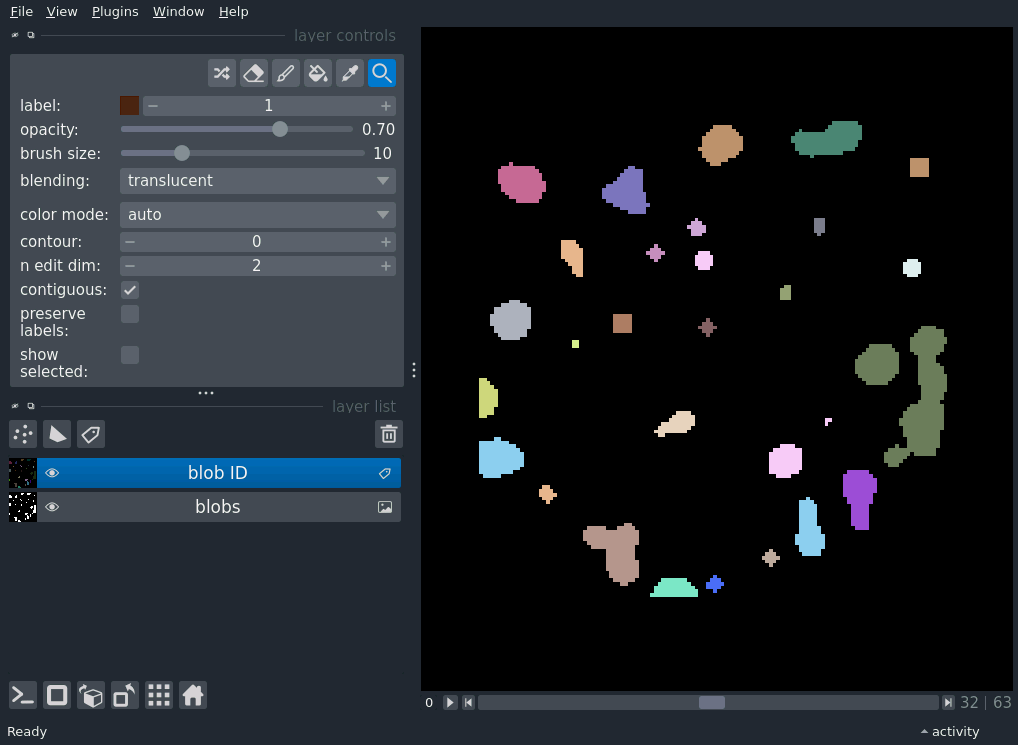 File View Plugins Window Help
layer controls
label: 1
opacity: 0.70
brush size: 10
blending: translucent
color mode: auto
contour: 0
n edit dim: 2
contiguous:
preserve
labels:
show
selected:
layer list
blob ID
blobs
0 32 | 63
Ready activity